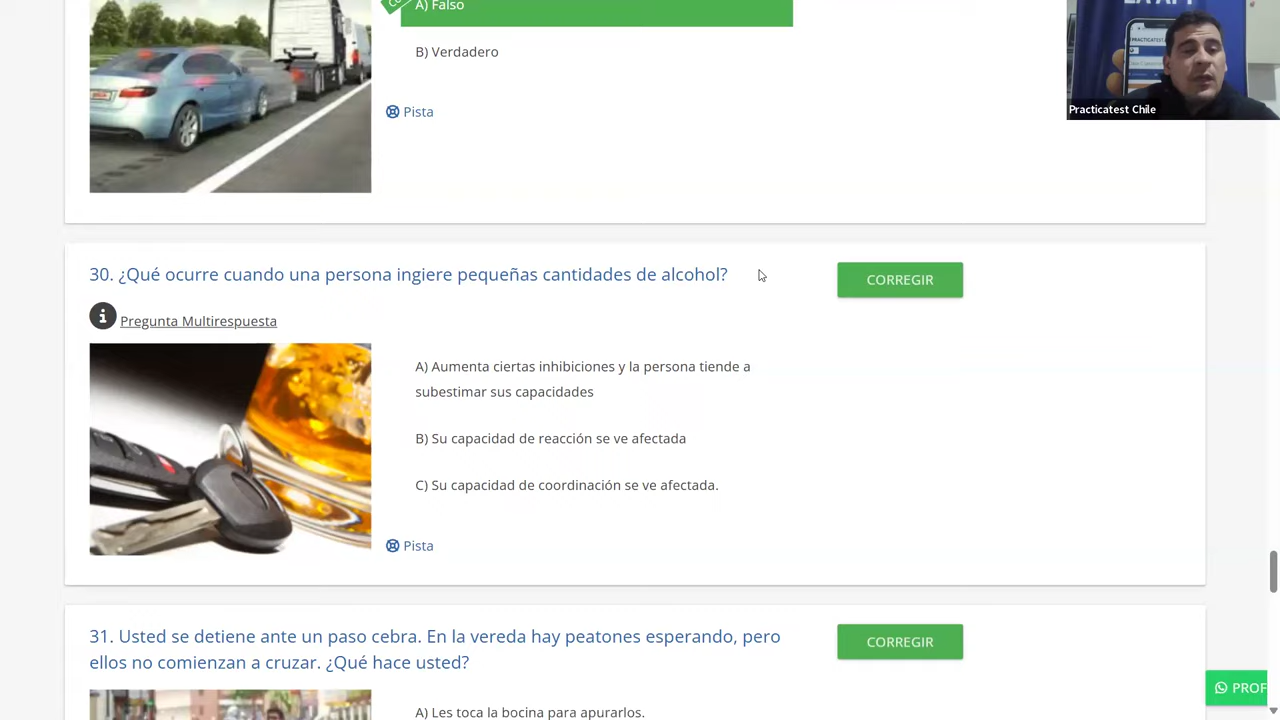 A) Falso
B) Verdadero
Pista
PRACTICATEST
Practicatest Chile
30. ¿Qué ocurre cuando una persona ingiere pequeñas cantidades de alcohol?
CORREGIR
Pregunta Multirespuesta
A) Aumenta ciertas inhibiciones y la persona tiende a
subestimar sus capacidades
B) Su capacidad de reacción se ve afectada
C) Su capacidad de coordinación se ve afectada.
Pista
31. Usted se detiene ante un paso cebra. En la vereda hay peatones esperando, pero
ellos no comienzan a cruzar. ¿Qué hace usted?
CORREGIR
PROF
A) Les toca la bocina para apurarlos.